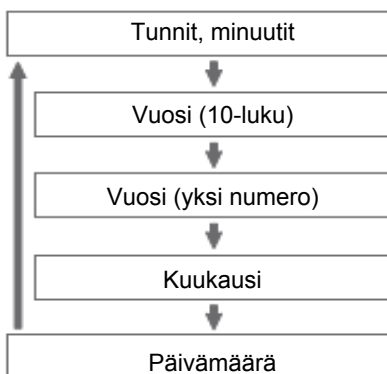 Tunnit, minuutit
Vuosi (10-luku)
Vuosi (yksi numero)
Kuukausi
Päivämäärä